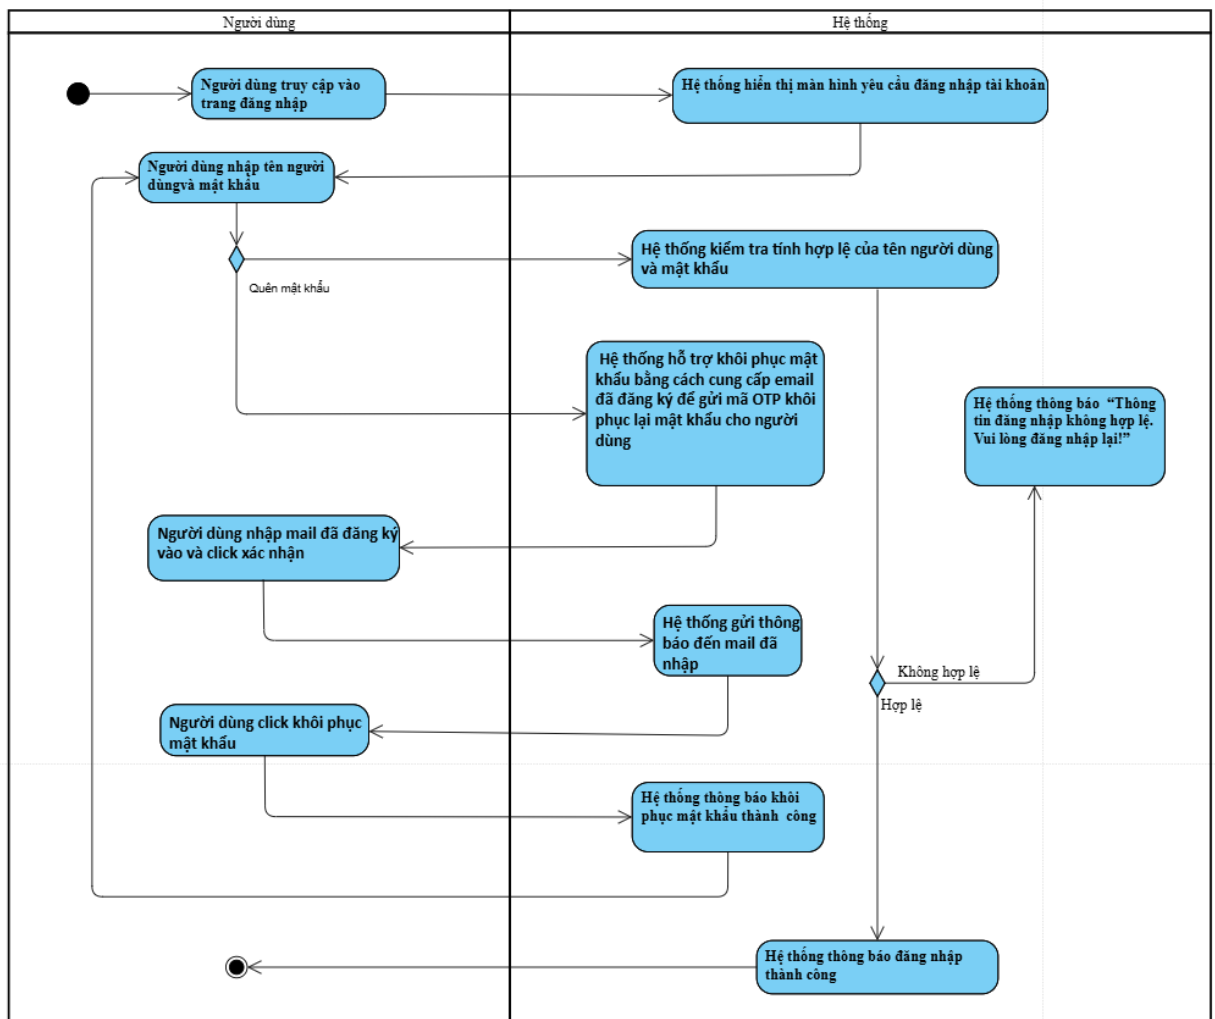 Người dùng
Hệ thống
Người dùng truy cập vào
trang đăng nhập
Hệ thống hiển thị màn hình yêu cầu đăng nhập tài khoản
Người dùng nhập tên người
dùngvà mật khẩu
Hệ thống kiểm tra tính hợp lệ của tên người dùng
và mật khẩu
Quên mật khẩu
Hệ thống hỗ trợ khôi phục mật
khẩu bằng cách cung cấp email
đã đăng ký để gửi mã OTP khôi
phục lại mật khẩu cho người
dùng
Hệ thống thông báo “Thông
tin đăng nhập không hợp lệ.
Vui lòng đăng nhập lại!”
Người dùng nhập mail đã đăng ký
vào và click xác nhận
Hệ thống gửi thông
báo đến mail đã
nhập
Không hợp lệ
Hợp lệ
Người dùng click khôi phục
mật khẩu
Hệ thống thông báo khôi
phục mật khẩu thành công
Hệ thống thông báo đăng nhập
thành công